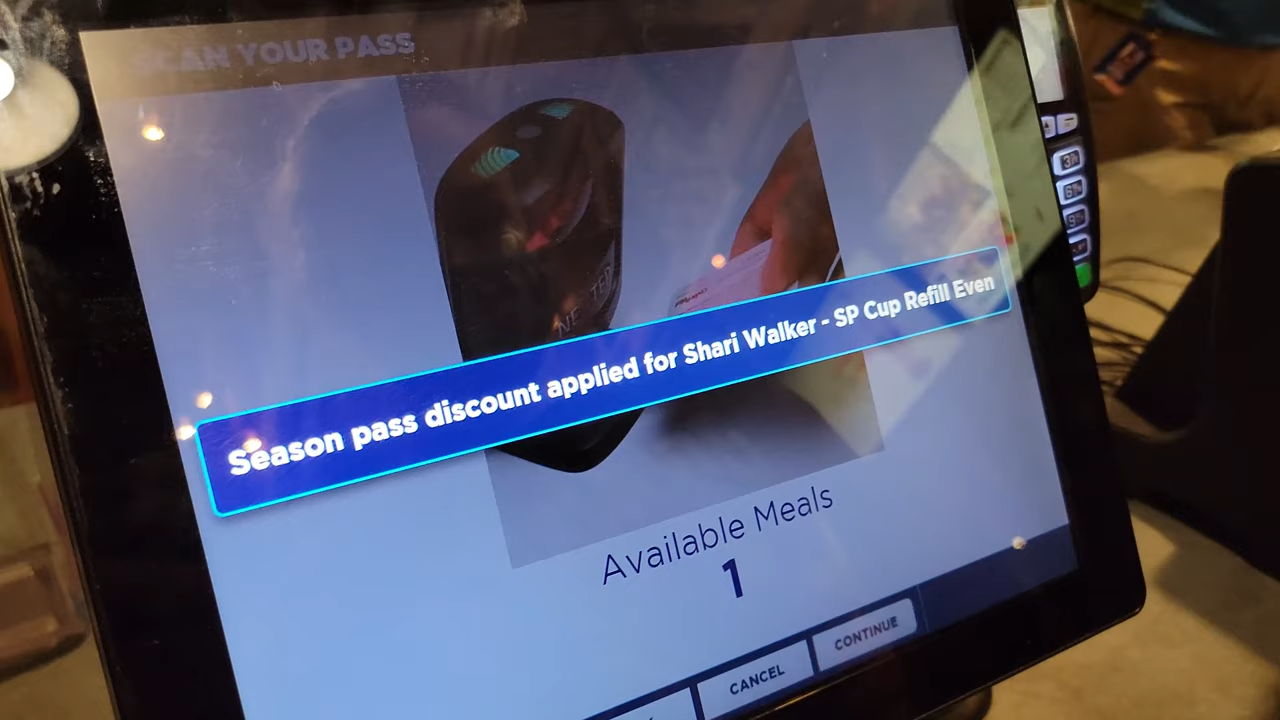 SCAN YOUR PASS
Season pass discount applied for Shari Walker - SP Cup Refill Even
Available Meals
1
CANCEL
CONTINUE